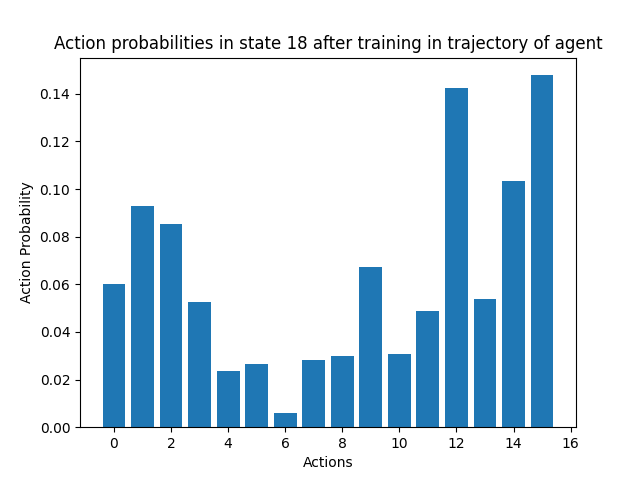 Action probabilities in state 18 after training in trajectory of agent
Action Probability
0.14
0.12
0.10
0.08
0.06
0.04
0.02
0.00
0 2 4 6 8 10 12 14 16
Actions